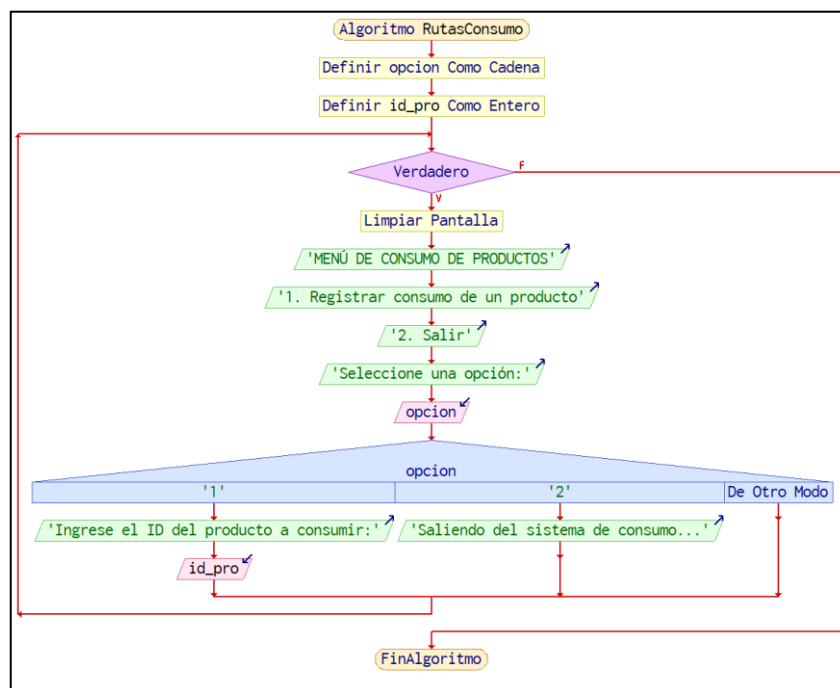 Algoritmo RutasConsumo
Definir opcion Como Cadena
Definir id_pro Como Entero
Verdadero
F
V
Limpiar Pantalla
'MENÚ DE CONSUMO DE PRODUCTOS'
'1. Registrar consumo de un producto'
'2. Salir'
'Seleccione una opción:'
opcion
opcion
'1' '2' De Otro Modo
'Ingrese el ID del producto a consumir:' 'Saliendo del sistema de consumo...'
id_pro
FinAlgoritmo